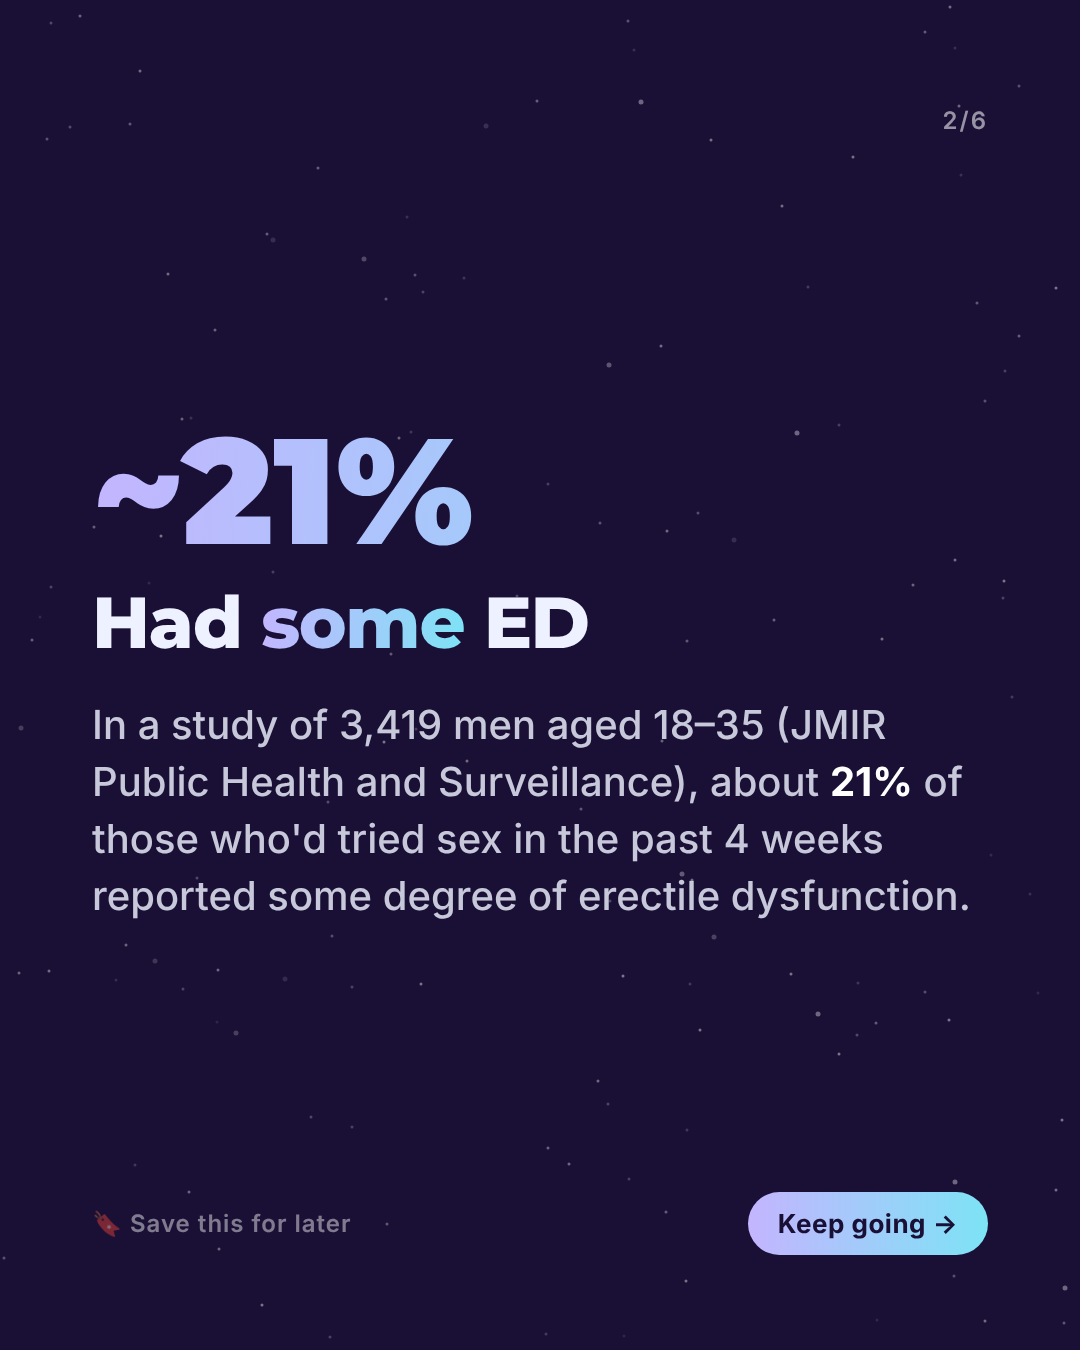 2/6
~21%
Had some ED
In a study of 3,419 men aged 18–35 (JMIR
Public Health and Surveillance), about 21% of
those who'd tried sex in the past 4 weeks
reported some degree of erectile dysfunction.
🔖 Save this for later
Keep going →